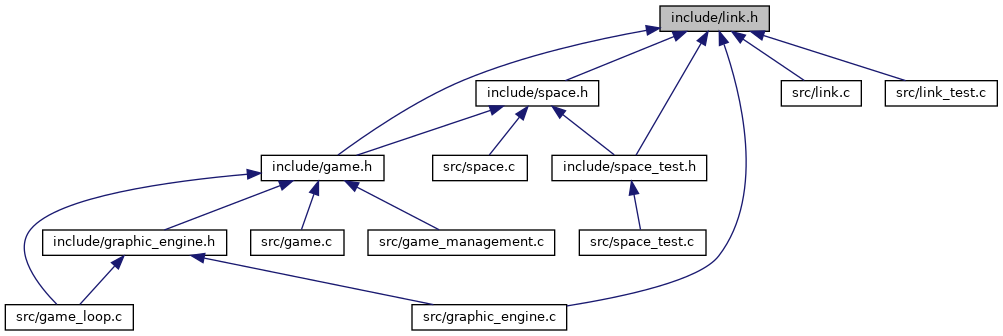 include/link.h
include/space.h
src/link.c
src/link_test.c
include/game.h
src/space.c
include/space_test.h
include/graphic_engine.h
src/game.c
src/game_management.c
src/space_test.c
src/game_loop.c
src/graphic_engine.c